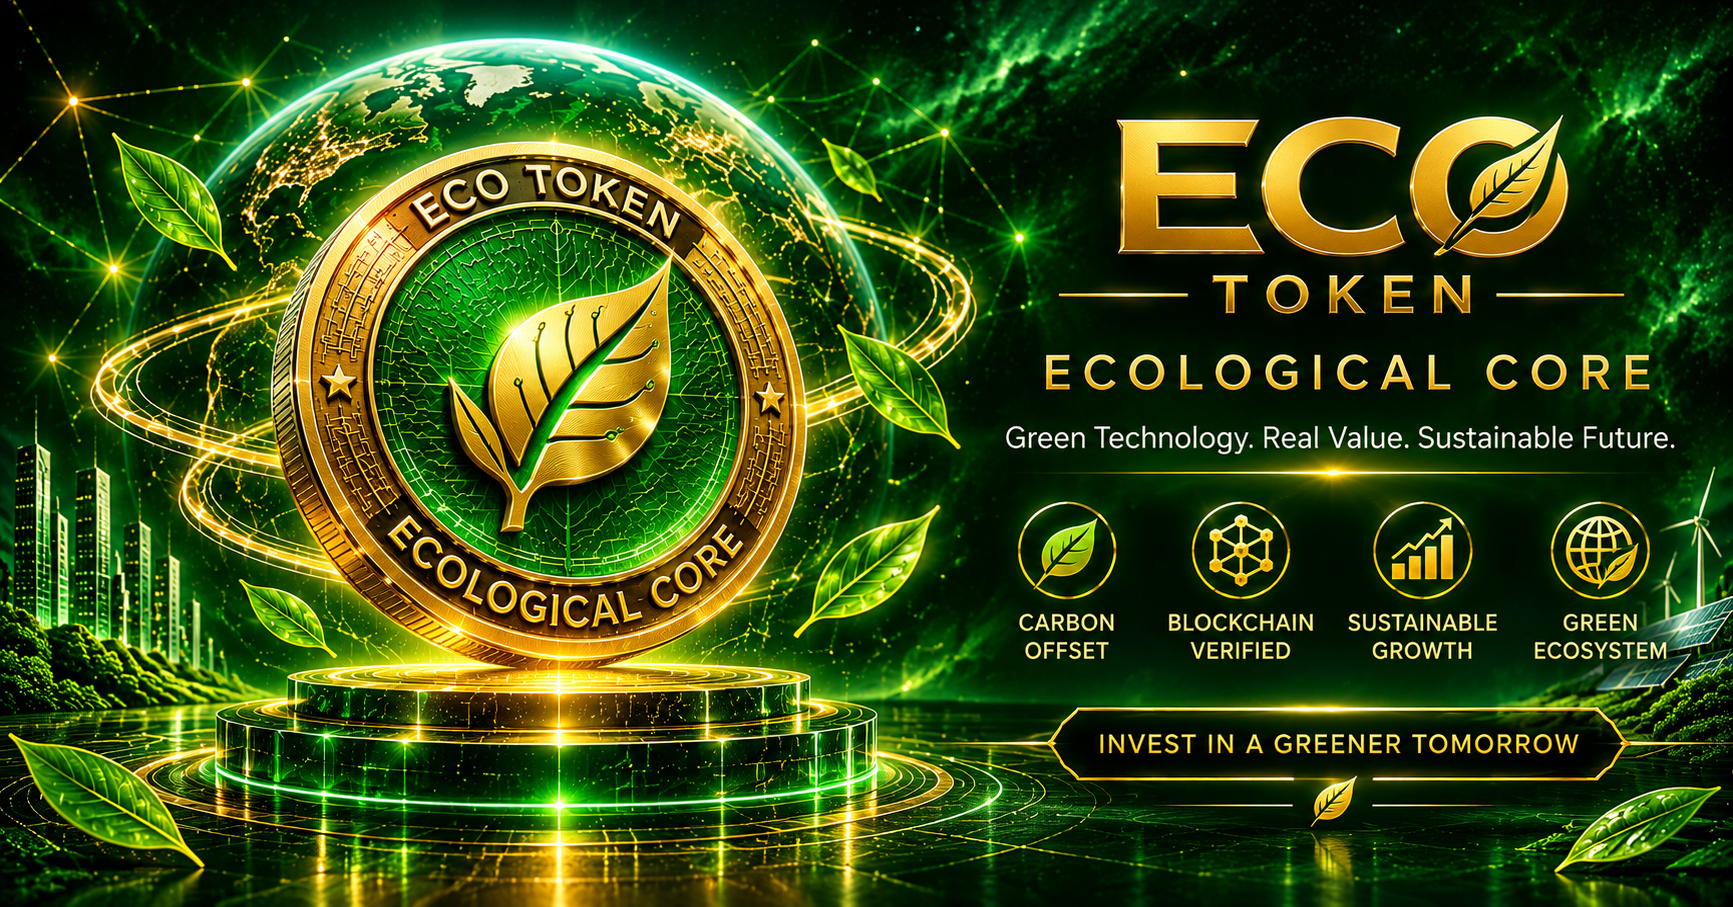 ECO TOKEN
ECOLOGICAL CORE
ECO
TOKEN
ECOLOGICAL CORE
Green Technology. Real Value. Sustainable Future.
CARBON
OFFSET
BLOCKCHAIN
VERIFIED
SUSTAINABLE
GROWTH
GREEN
ECOSYSTEM
INVEST IN A GREENER TOMORROW